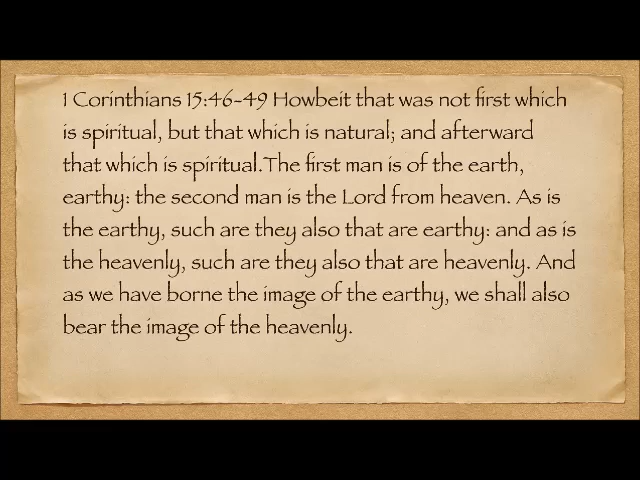 1 Corinthians 15:46-49 Howbeit that was not first which
is spiritual, but that which is natural; and afterward
that which is spiritual.The first man is of the earth,
earthy: the second man is the Lord from heaven. As is
the earthy, such are they also that are earthy: and as is
the heavenly, such are they also that are heavenly. And
as we have borne the image of the earthy, we shall also
bear the image of the heavenly.